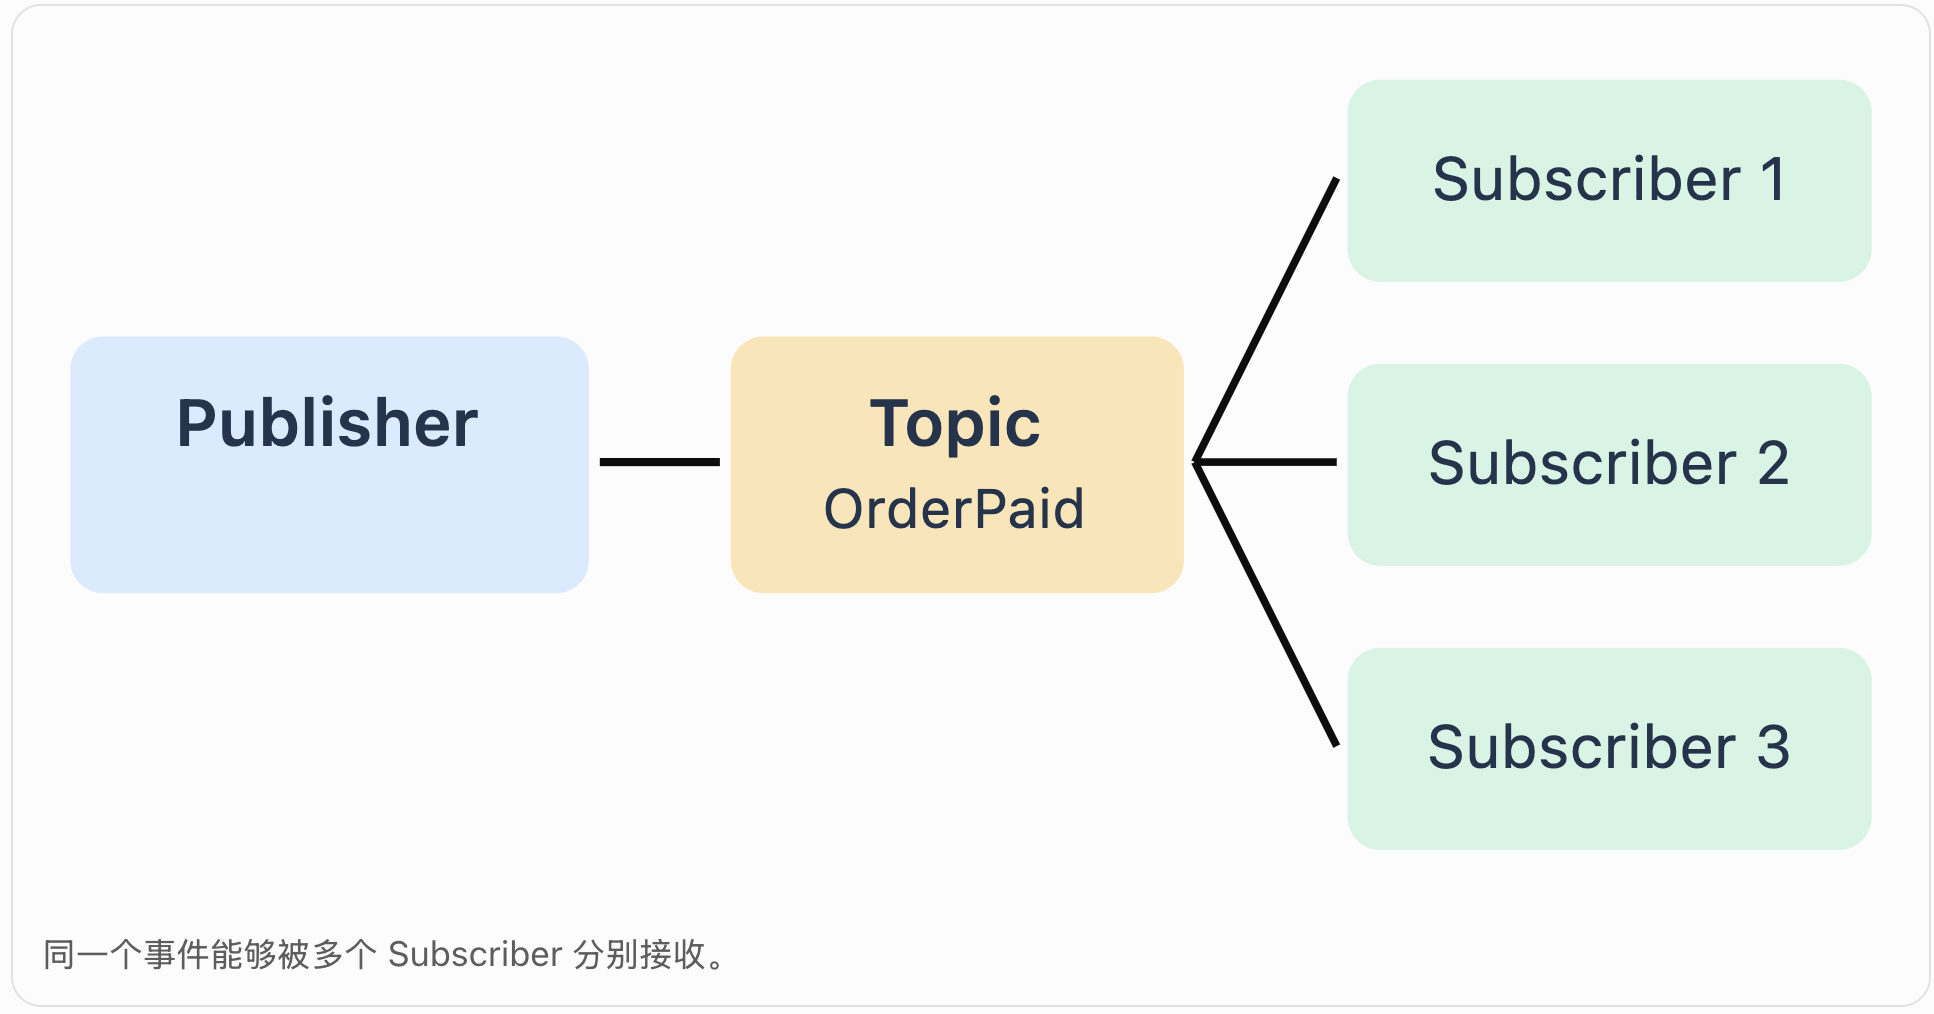 Publisher
Topic
OrderPaid
Subscriber 1
Subscriber 2
Subscriber 3
同一个事件能够被多个 Subscriber 分别接收。